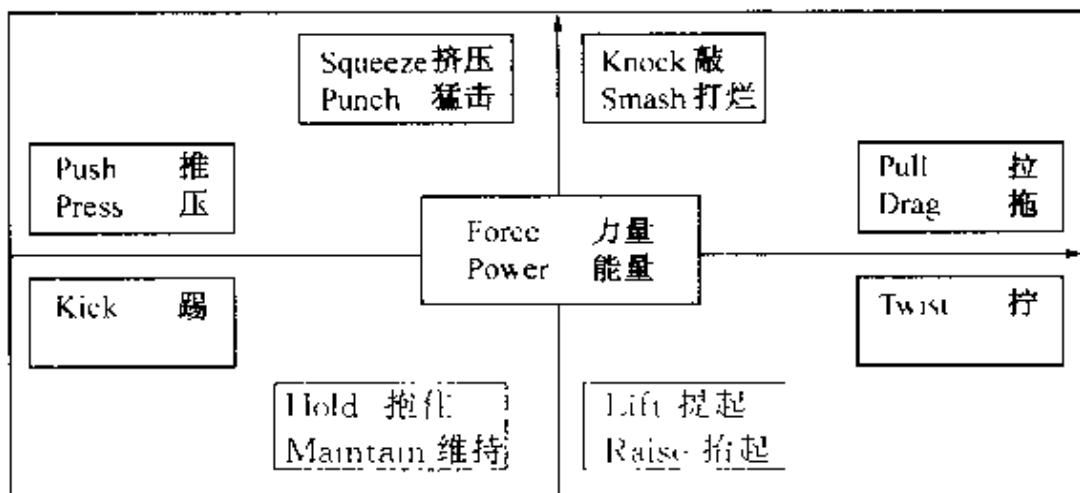 Squeeze 挤压
Punch 猛击
Knock 敲
Smash 打烂
Push 推
Press 压
Pull 拉
Drag 拖
Force 力量
Power 能量
Kick 踢
Twist 拧
Hold
Maintain 维持
Lift 提起
Raise 抬起